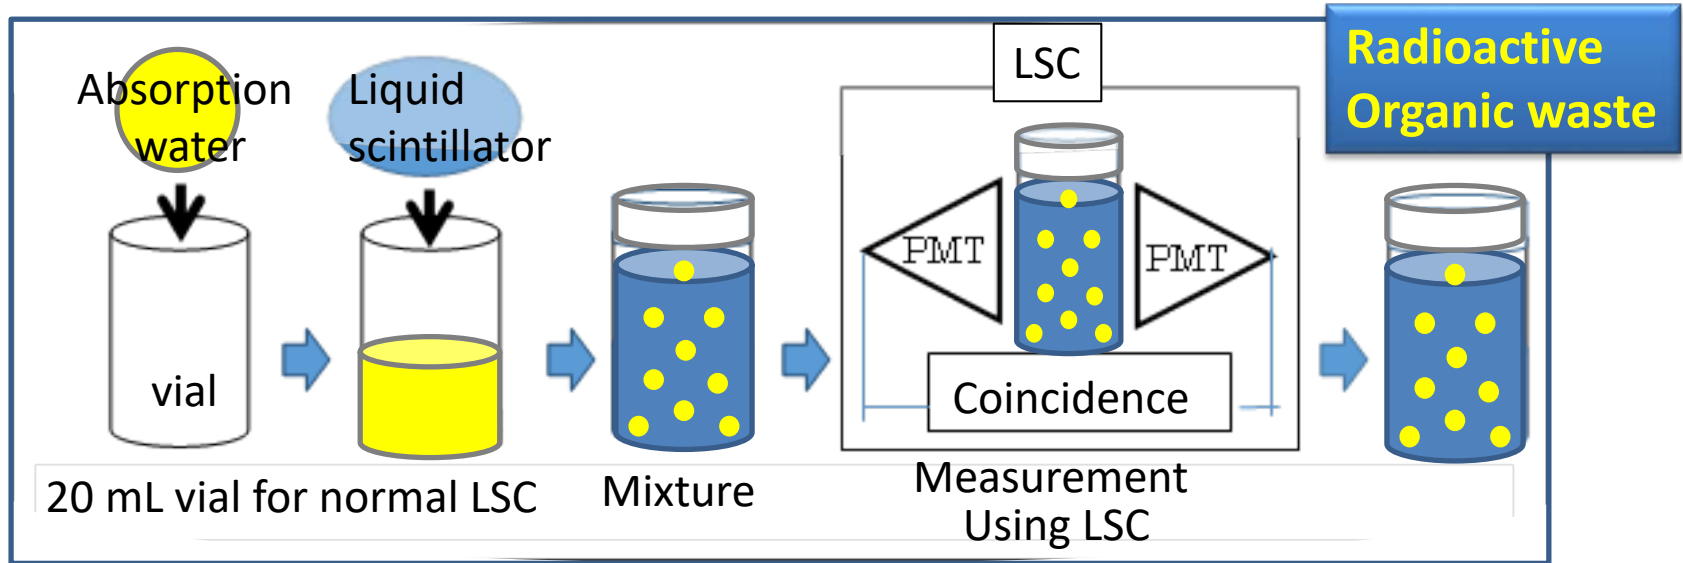 Radioactive
Organic waste
LSC
Absorption
water
Liquid
scintillator
PMT
PMT
vial
Coincidence
20 mL vial for normal LSC
Mixture
Measurement
Using LSC